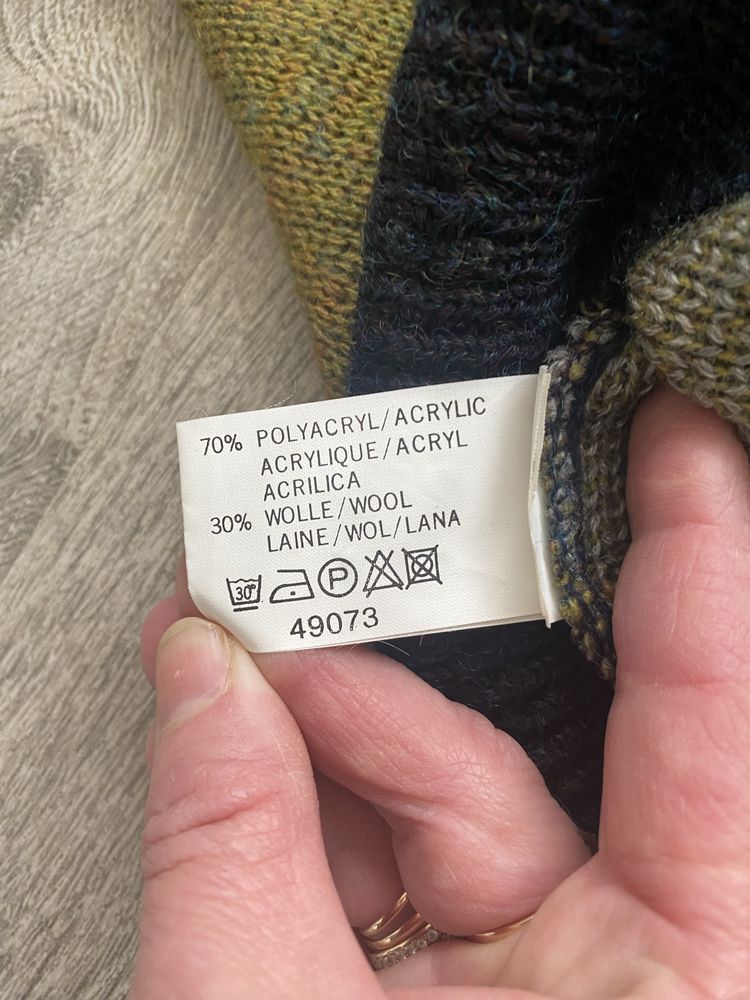 70% POLYACRYL/ACRYLIC
ACRYLIQUE/ACRYL
ACRILICA
30% WOLLE/WOOL
LAINE/WOL/LANA
30° P
49073